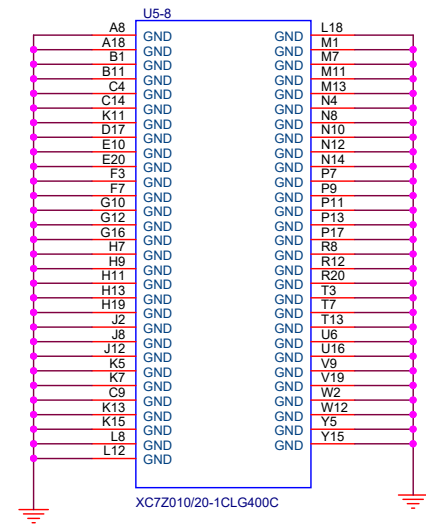 U5-8
A8 GND GND L18
A18 GND GND M1
B1 GND GND M7
B11 GND GND M11
C4 GND GND M13
C14 GND GND N4
K11 GND GND N8
D17 GND GND N10
E10 GND GND N12
E20 GND GND N14
F3 GND GND P7
F7 GND GND P9
G10 GND GND P11
G12 GND GND P13
G16 GND GND P17
H7 GND GND R8
H9 GND GND R12
H11 GND GND R20
H13 GND GND T3
H19 GND GND T7
J2 GND GND T13
J8 GND GND U6
J12 GND GND U16
K5 GND GND V9
K7 GND GND V19
C9 GND GND W2
K13 GND GND W12
K15 GND GND Y5
L8 GND GND Y15
L12 GND
XC7Z010/20-1CLG400C